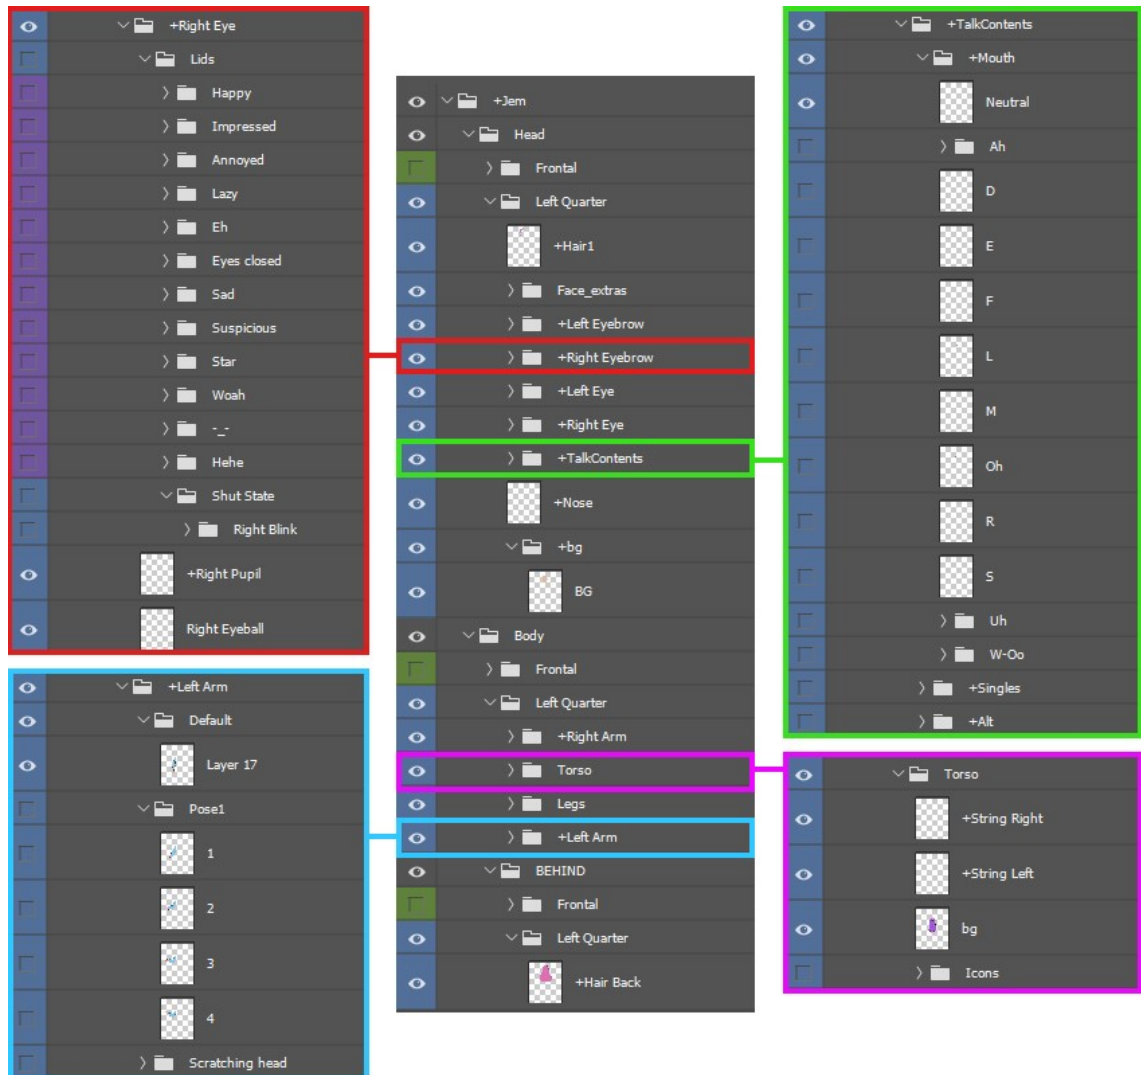 +Right Eye
Lids
Happy
Impressed
Annoyed
Lazy
Eh
Eyes closed
Sad
Suspicious
Star
Woah
-_-
Hehe
Shut State
Right Blink
+Right Pupil
Right Eyeball
+Left Arm
Default
Layer 17
Pose1
1
2
3
4
Scratching head
+Jem
Head
Frontal
Left Quarter
+Hair1
Face_extras
+Left Eyebrow
+Right Eyebrow
+Left Eye
+Right Eye
+TalkContents
+Nose
+bg
BG
Body
Frontal
Left Quarter
+Right Arm
Torso
Legs
+Left Arm
BEHIND
Frontal
Left Quarter
+Hair Back
+TalkContents
+Mouth
Neutral
Ah
D
E
F
L
M
Oh
R
S
Uh
W-Oo
+Singles
+Alt
Torso
+String Right
+String Left
bg
Icons